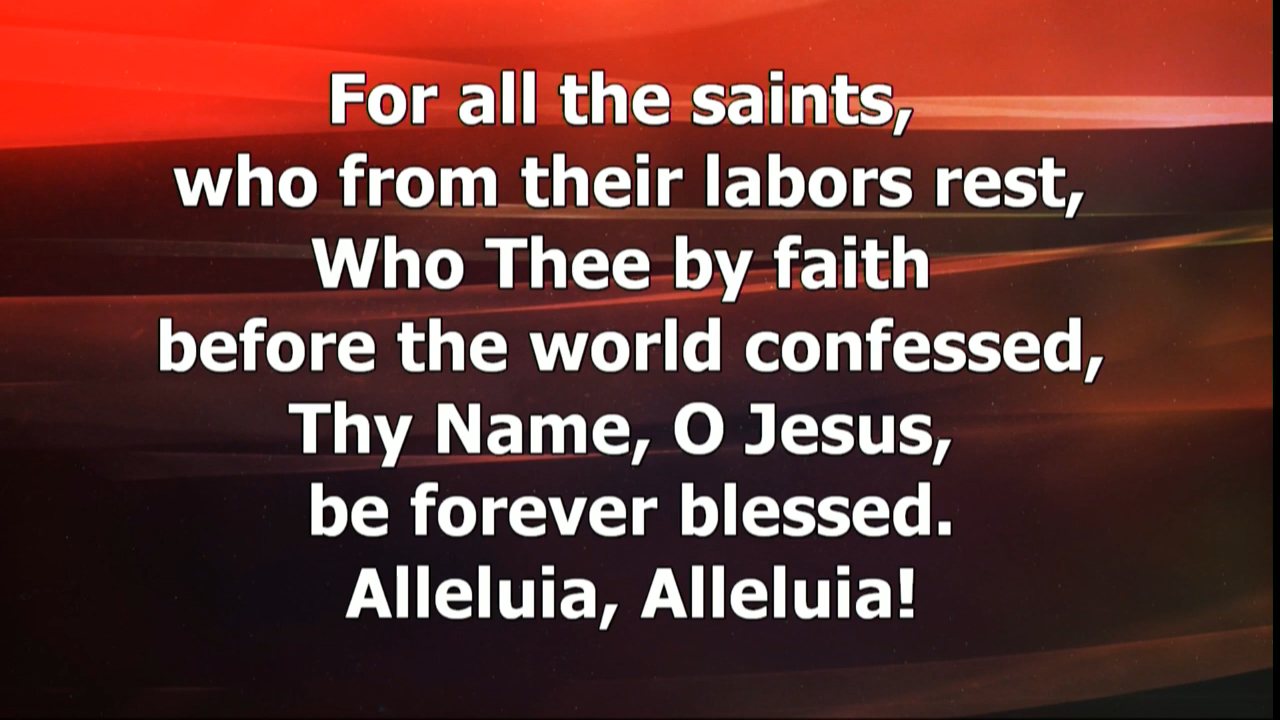 For all the saints,
who from their labors rest,
Who Thee by faith
before the world confessed,
Thy Name, O Jesus,
be forever blessed.
Alleluia, Alleluia!